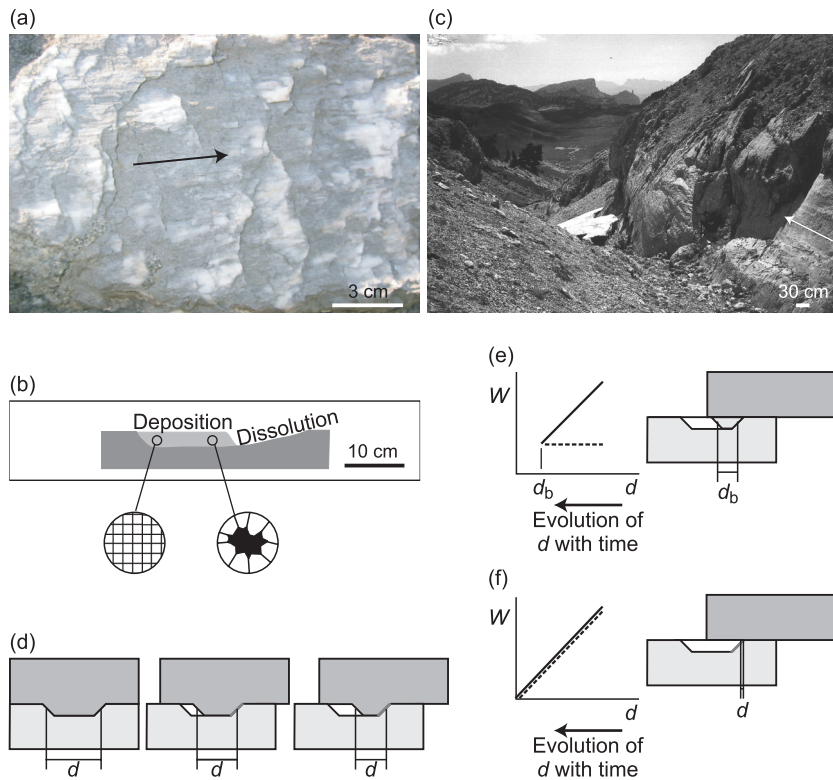 (a)
3 cm
(c)
30 cm
(b)
Deposition
Dissolution
10 cm
(d)
d
d
d
(e)
W
d_b
d
Evolution of
d with time
d_b
(f)
W
d
Evolution of
d with time
d